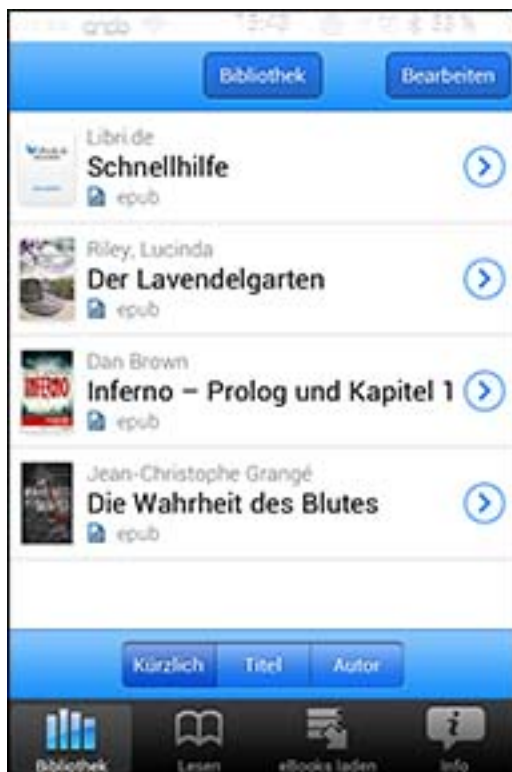 Bibliothek
Bearbeiten
Libri.de
Schnellhilfe
epub
Riley, Lucinda
Der Lavendelgarten
epub
Dan Brown
Inferno – Prolog und Kapitel 1
epub
INFERNO
Jean-Christophe Grangé
Die Wahrheit des Blutes
epub
Kürzlich
Titel
Autor
Bibliothek
Lesen
eBooks laden
Info